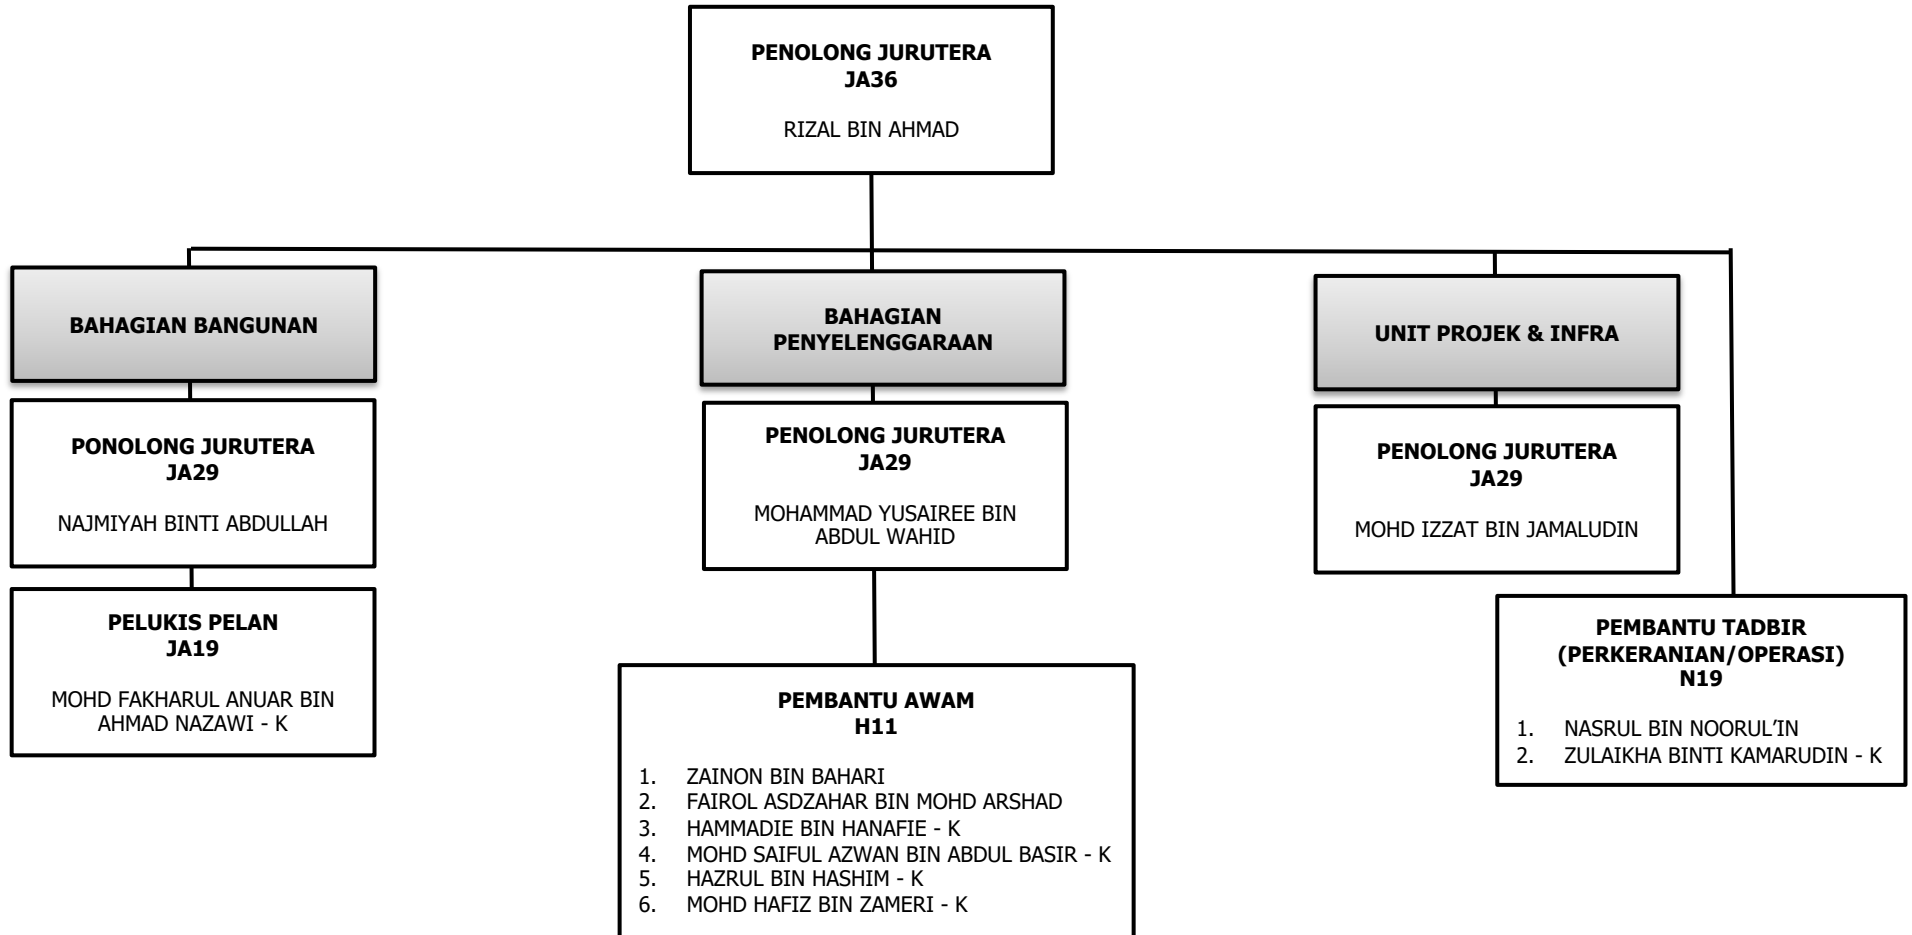 PENOLONG JURUTERA
JA36
RIZAL BIN AHMAD
BAHAGIAN BANGUNAN
PONOLONG JURUTERA
JA29
NAJMIYAH BINTI ABDULLAH
PELUKIS PELAN
JA19
MOHD FAKHARUL ANUAR BIN
AHMAD NAZAWI - K
BAHAGIAN
PENYELENGGARAAN
PENOLONG JURUTERA
JA29
MOHAMMAD YUSAIREE BIN
ABDUL WAHID
PEMBANTU AWAM
H11
1. ZAINON BIN BAHARI
2. FAIROL ASDZAHAR BIN MOHD ARSHAD
3. HAMMADIE BIN HANAFIE - K
4. MOHD SAIFUL AZWAN BIN ABDUL BASIR - K
5. HAZRUL BIN HASHIM - K
6. MOHD HAFIZ BIN ZAMERI - K
UNIT PROJEK & INFRA
PENOLONG JURUTERA
JA29
MOHD IZZAT BIN JAMALUDIN
PEMBANTU TADBIR
(PERKERANIAN/OPERASI)
N19
1. NASRUL BIN NOORUL’IN
2. ZULAIKHA BINTI KAMARUDIN - K